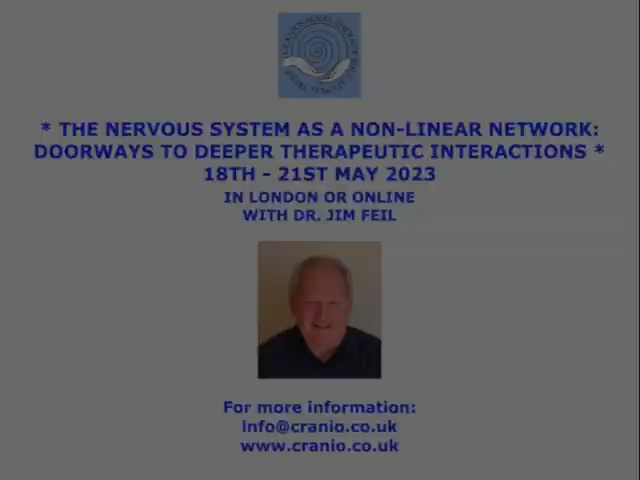 * THE NERVOUS SYSTEM AS A NON-LINEAR NETWORK:
DOORWAYS TO DEEPER THERAPEUTIC INTERACTIONS *
18TH - 21ST MAY 2023
IN LONDON OR ONLINE
WITH DR. JIM FEIL
For more information:
info@cranio.co.uk
www.cranio.co.uk